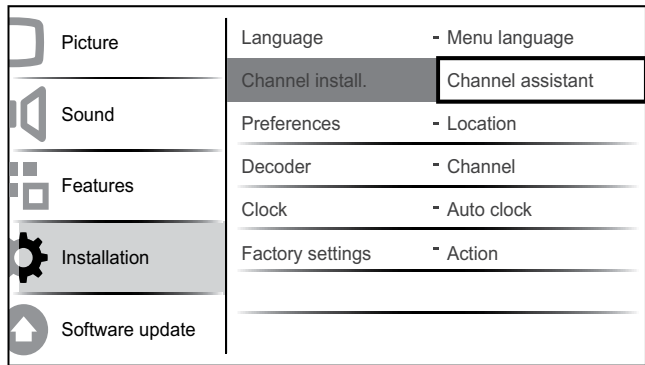 Picture
Sound
Features
Installation
Software update
Language - Menu language
Channel install. Channel assistant
Preferences - Location
Decoder - Channel
Clock - Auto clock
Factory settings - Action